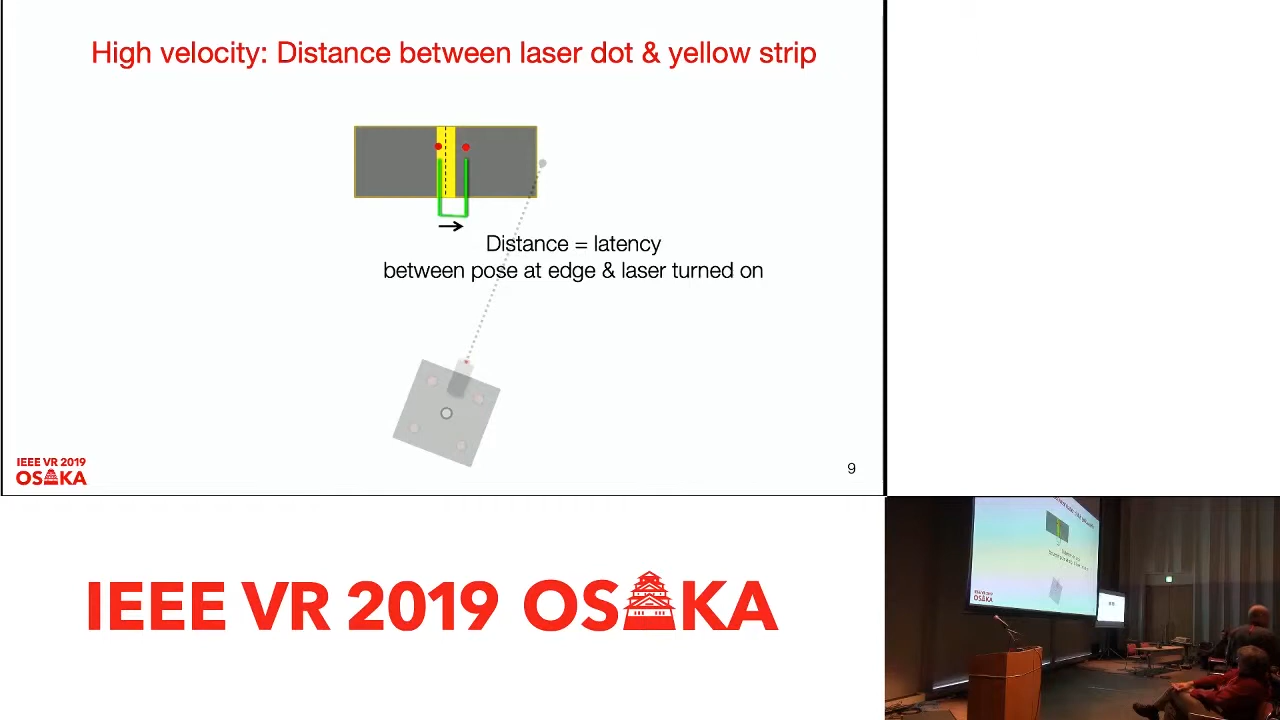 High velocity: Distance between laser dot & yellow strip
Distance = latency
between pose at edge & laser turned on
IEEE VR 2019
OSAKA
9
IEEE VR 2019 OSAKA
OSAKA